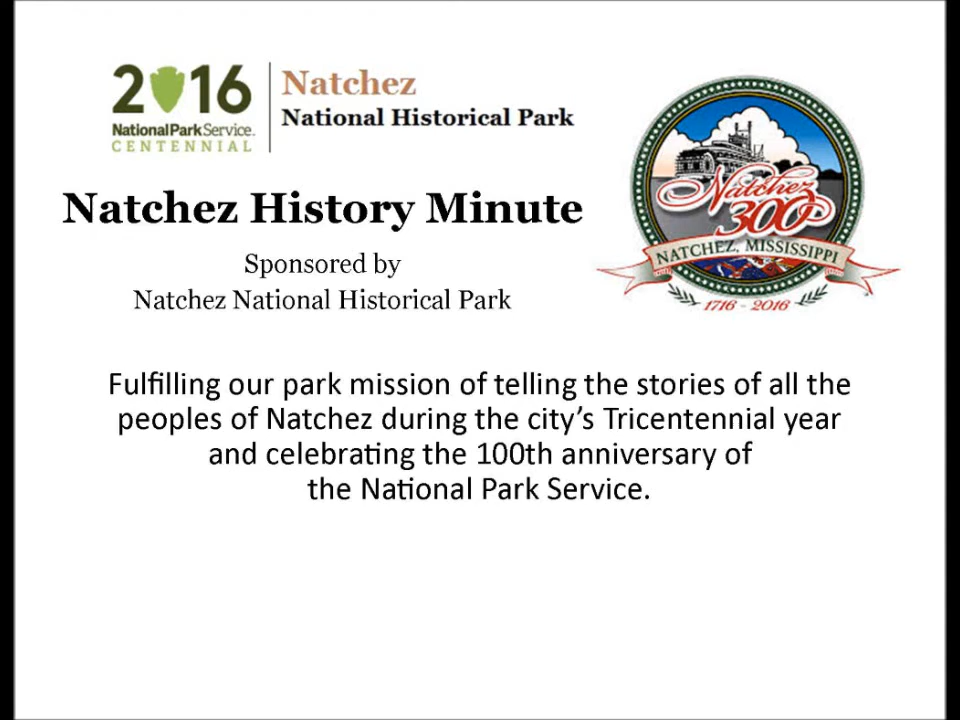 2016
National Park Service
CENTENNIAL
Natchez
National Historical Park
Natchez History Minute
Sponsored by
Natchez National Historical Park
Natchez
300
NATCHEZ, MISSISSIPPI
1716 - 2016
Fulfilling our park mission of telling the stories of all the
peoples of Natchez during the city’s Tricentennial year
and celebrating the 100th anniversary of
the National Park Service.